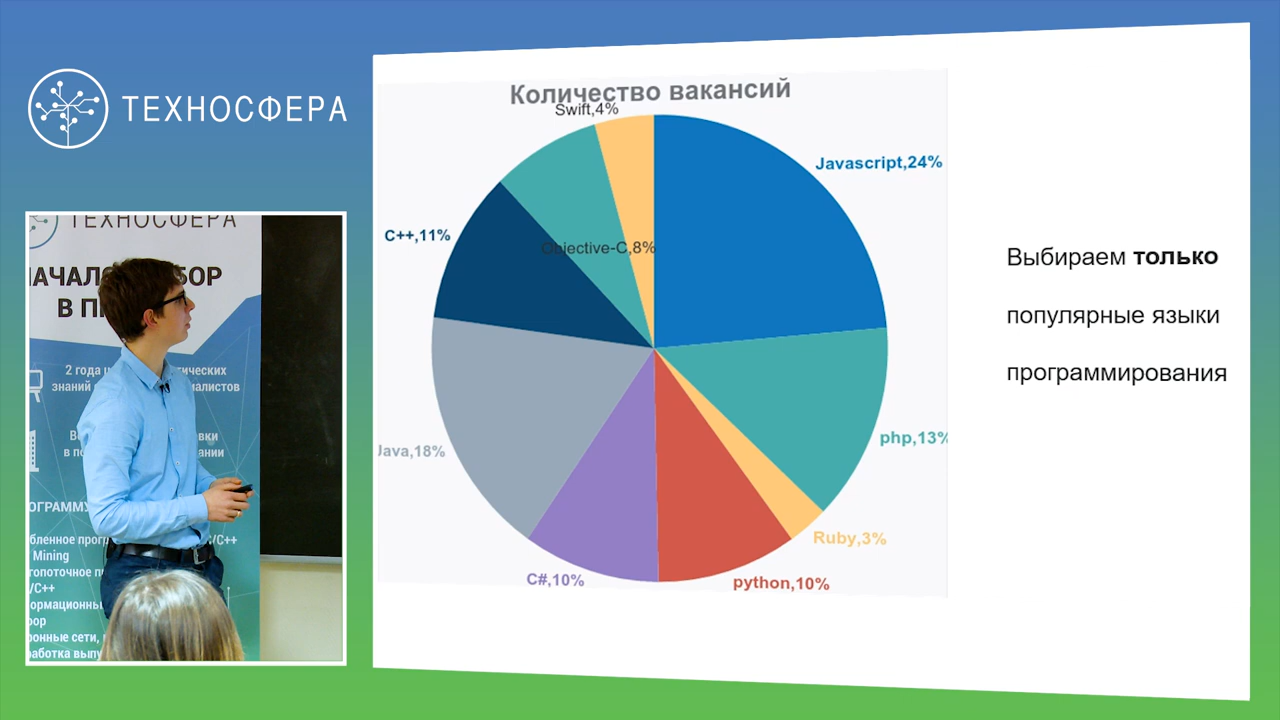 ТЕХНОСФЕРА
ТЕХНОСФЕРА
В
2 года
знаний
C/C++
Mining
/C++
Количество вакансий
Swift,4%
Javascript,24%
C++,11%
Objective-C,8%
Java,18%
php,13%
Ruby,3%
C#,10%
python,10%
Выбираем только
популярные языки
программирования